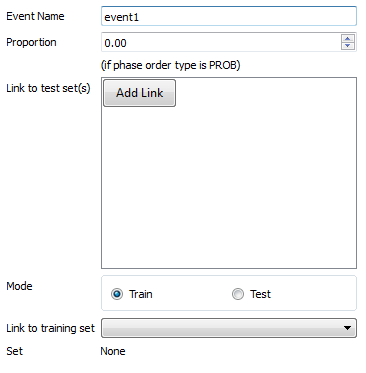 Event Name event1
Proportion 0.00
(if phase order type is PROB)
Link to test set(s) Add Link
Mode Train Test
Link to training set
Set None